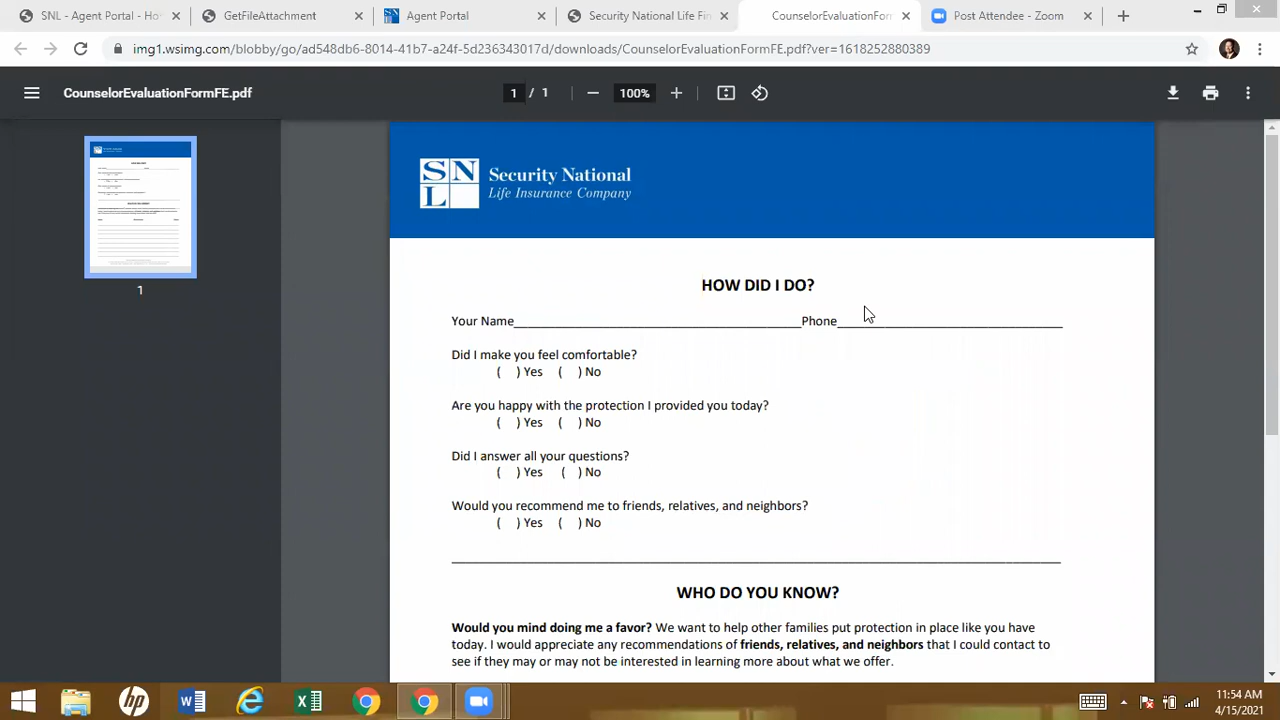 SNL - Agent Portal - Ho
GetFileAttachment
Agent Portal
Security National Life Fin
CounselorEvaluationForm
Post Attendee - Zoom
img1.wsimg.com/blobby/go/ad548db6-8014-41b7-a24f-5d236343017d/downloads/CounselorEvaluationFormFE.pdf?ver=1618252880389
CounselorEvaluationFormFE.pdf
1 / 1
100%
SNL
Security National
Life Insurance Company
HOW DID I DO?
Your Name Phone
Did I make you feel comfortable?
( ) Yes ( ) No
Are you happy with the protection I provided you today?
( ) Yes ( ) No
Did I answer all your questions?
( ) Yes ( ) No
Would you recommend me to friends, relatives, and neighbors?
( ) Yes ( ) No
WHO DO YOU KNOW?
Would you mind doing me a favor? We want to help other families put protection in place like you have
today. I would appreciate any recommendations of friends, relatives, and neighbors that I could contact to
see if they may or may not be interested in learning more about what we offer.
1
11:54 AM
4/15/2021